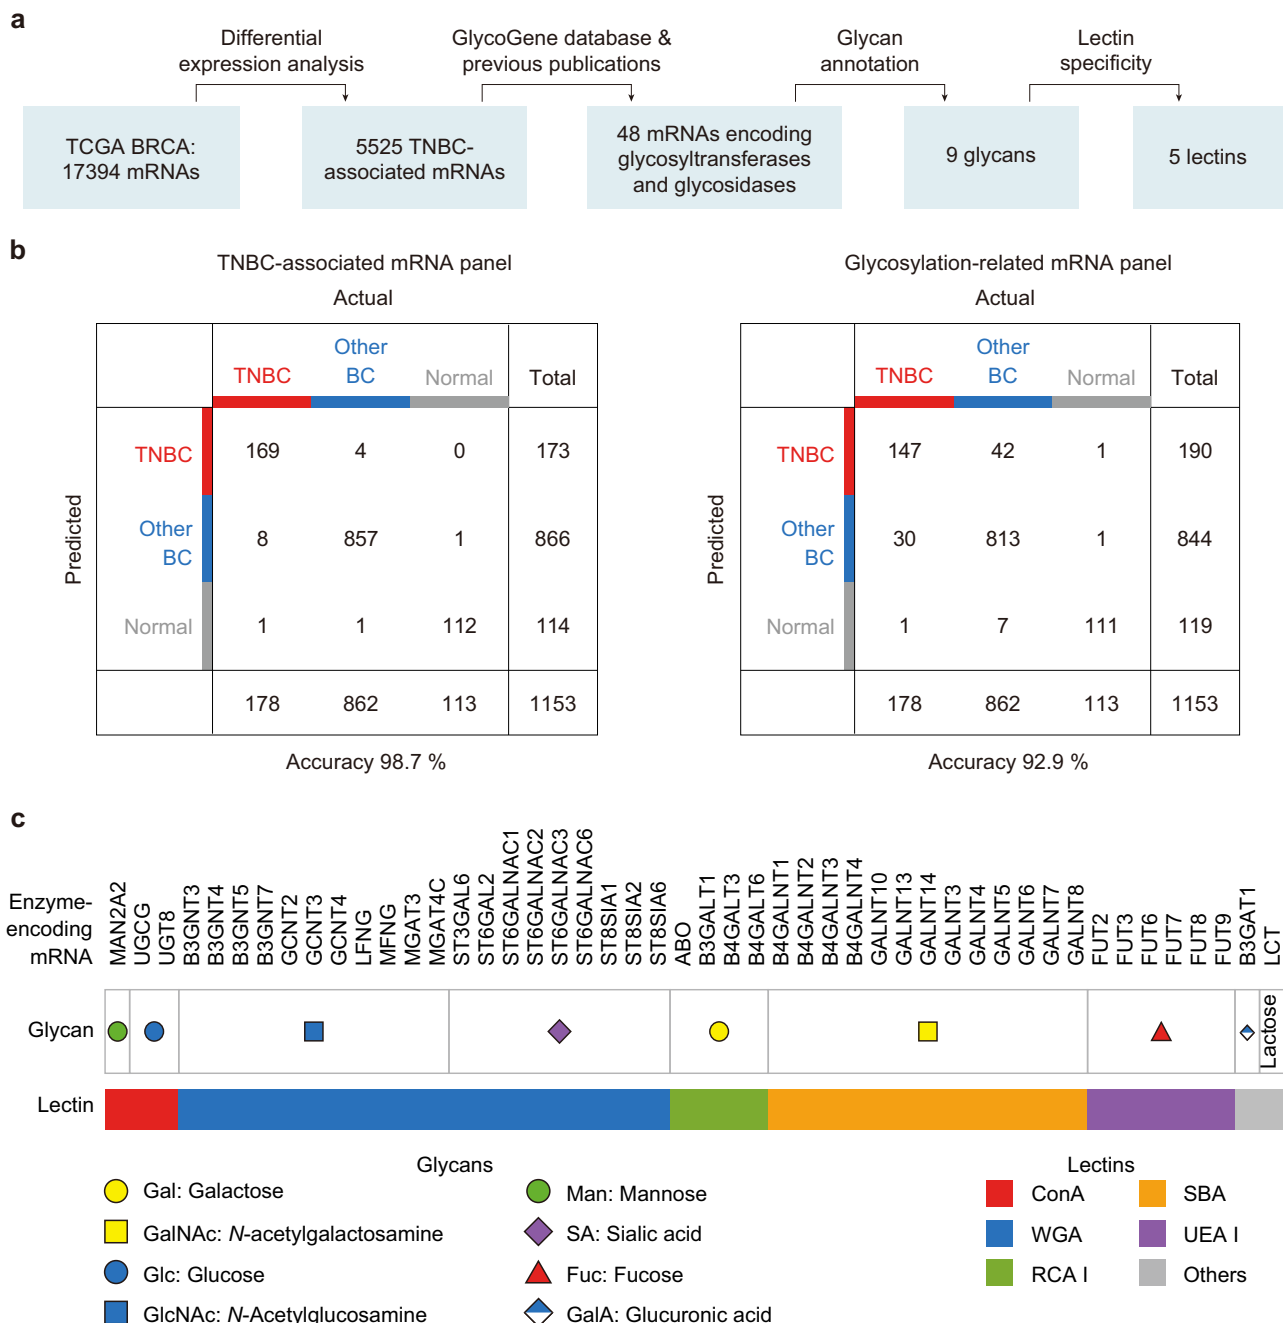 a
Differential
expression analysis
GlycoGene database &
previous publications
Glycan
annotation
Lectin
specificity
TCGA BRCA:
17394 mRNAs
5525 TNBC-
associated mRNAs
48 mRNAs encoding
glycosyltransferases
and glycosidases
9 glycans
5 lectins
b
TNBC-associated mRNA panel
Actual
TNBC Other BC Normal Total
Predicted
TNBC 169 4 0 173
Other BC 8 857 1 866
Normal 1 1 112 114
178 862 113 1153
Accuracy 98.7 %
Glycosylation-related mRNA panel
Actual
TNBC Other BC Normal Total
Predicted
TNBC 147 42 1 190
Other BC 30 813 1 844
Normal 1 7 111 119
178 862 113 1153
Accuracy 92.9 %
c
Enzyme-
encoding
mRNA
MAN2A2
UGCG
UGT8
B3GNT3
B3GNT4
B3GNT5
B3GNT7
GCNT2
GCNT3
GCNT4
LFNG
MFNG
MGAT3
MGAT4C
ST3GAL6
ST6GAL2
ST6GALNAC1
ST6GALNAC2
ST6GALNAC3
ST6GALNAC6
ST8SIA1
ST8SIA2
ST8SIA6
ABO
B3GALT1
B4GALT3
B4GALT6
B4GALNT1
B4GALNT2
B4GALNT3
B4GALNT4
GALNT10
GALNT13
GALNT14
GALNT3
GALNT4
GALNT5
GALNT6
GALNT7
GALNT8
FUT2
FUT3
FUT6
FUT7
FUT8
FUT9
B3GAT1
LCT
Glycan
Lactose
Lectin
Glycans
Gal: Galactose
GalNAc: N-acetylgalactosamine
Glc: Glucose
GlcNAc: N-Acetylglucosamine
Man: Mannose
SA: Sialic acid
Fuc: Fucose
GalA: Glucuronic acid
Lectins
ConA
WGA
RCA I
SBA
UEA I
Others